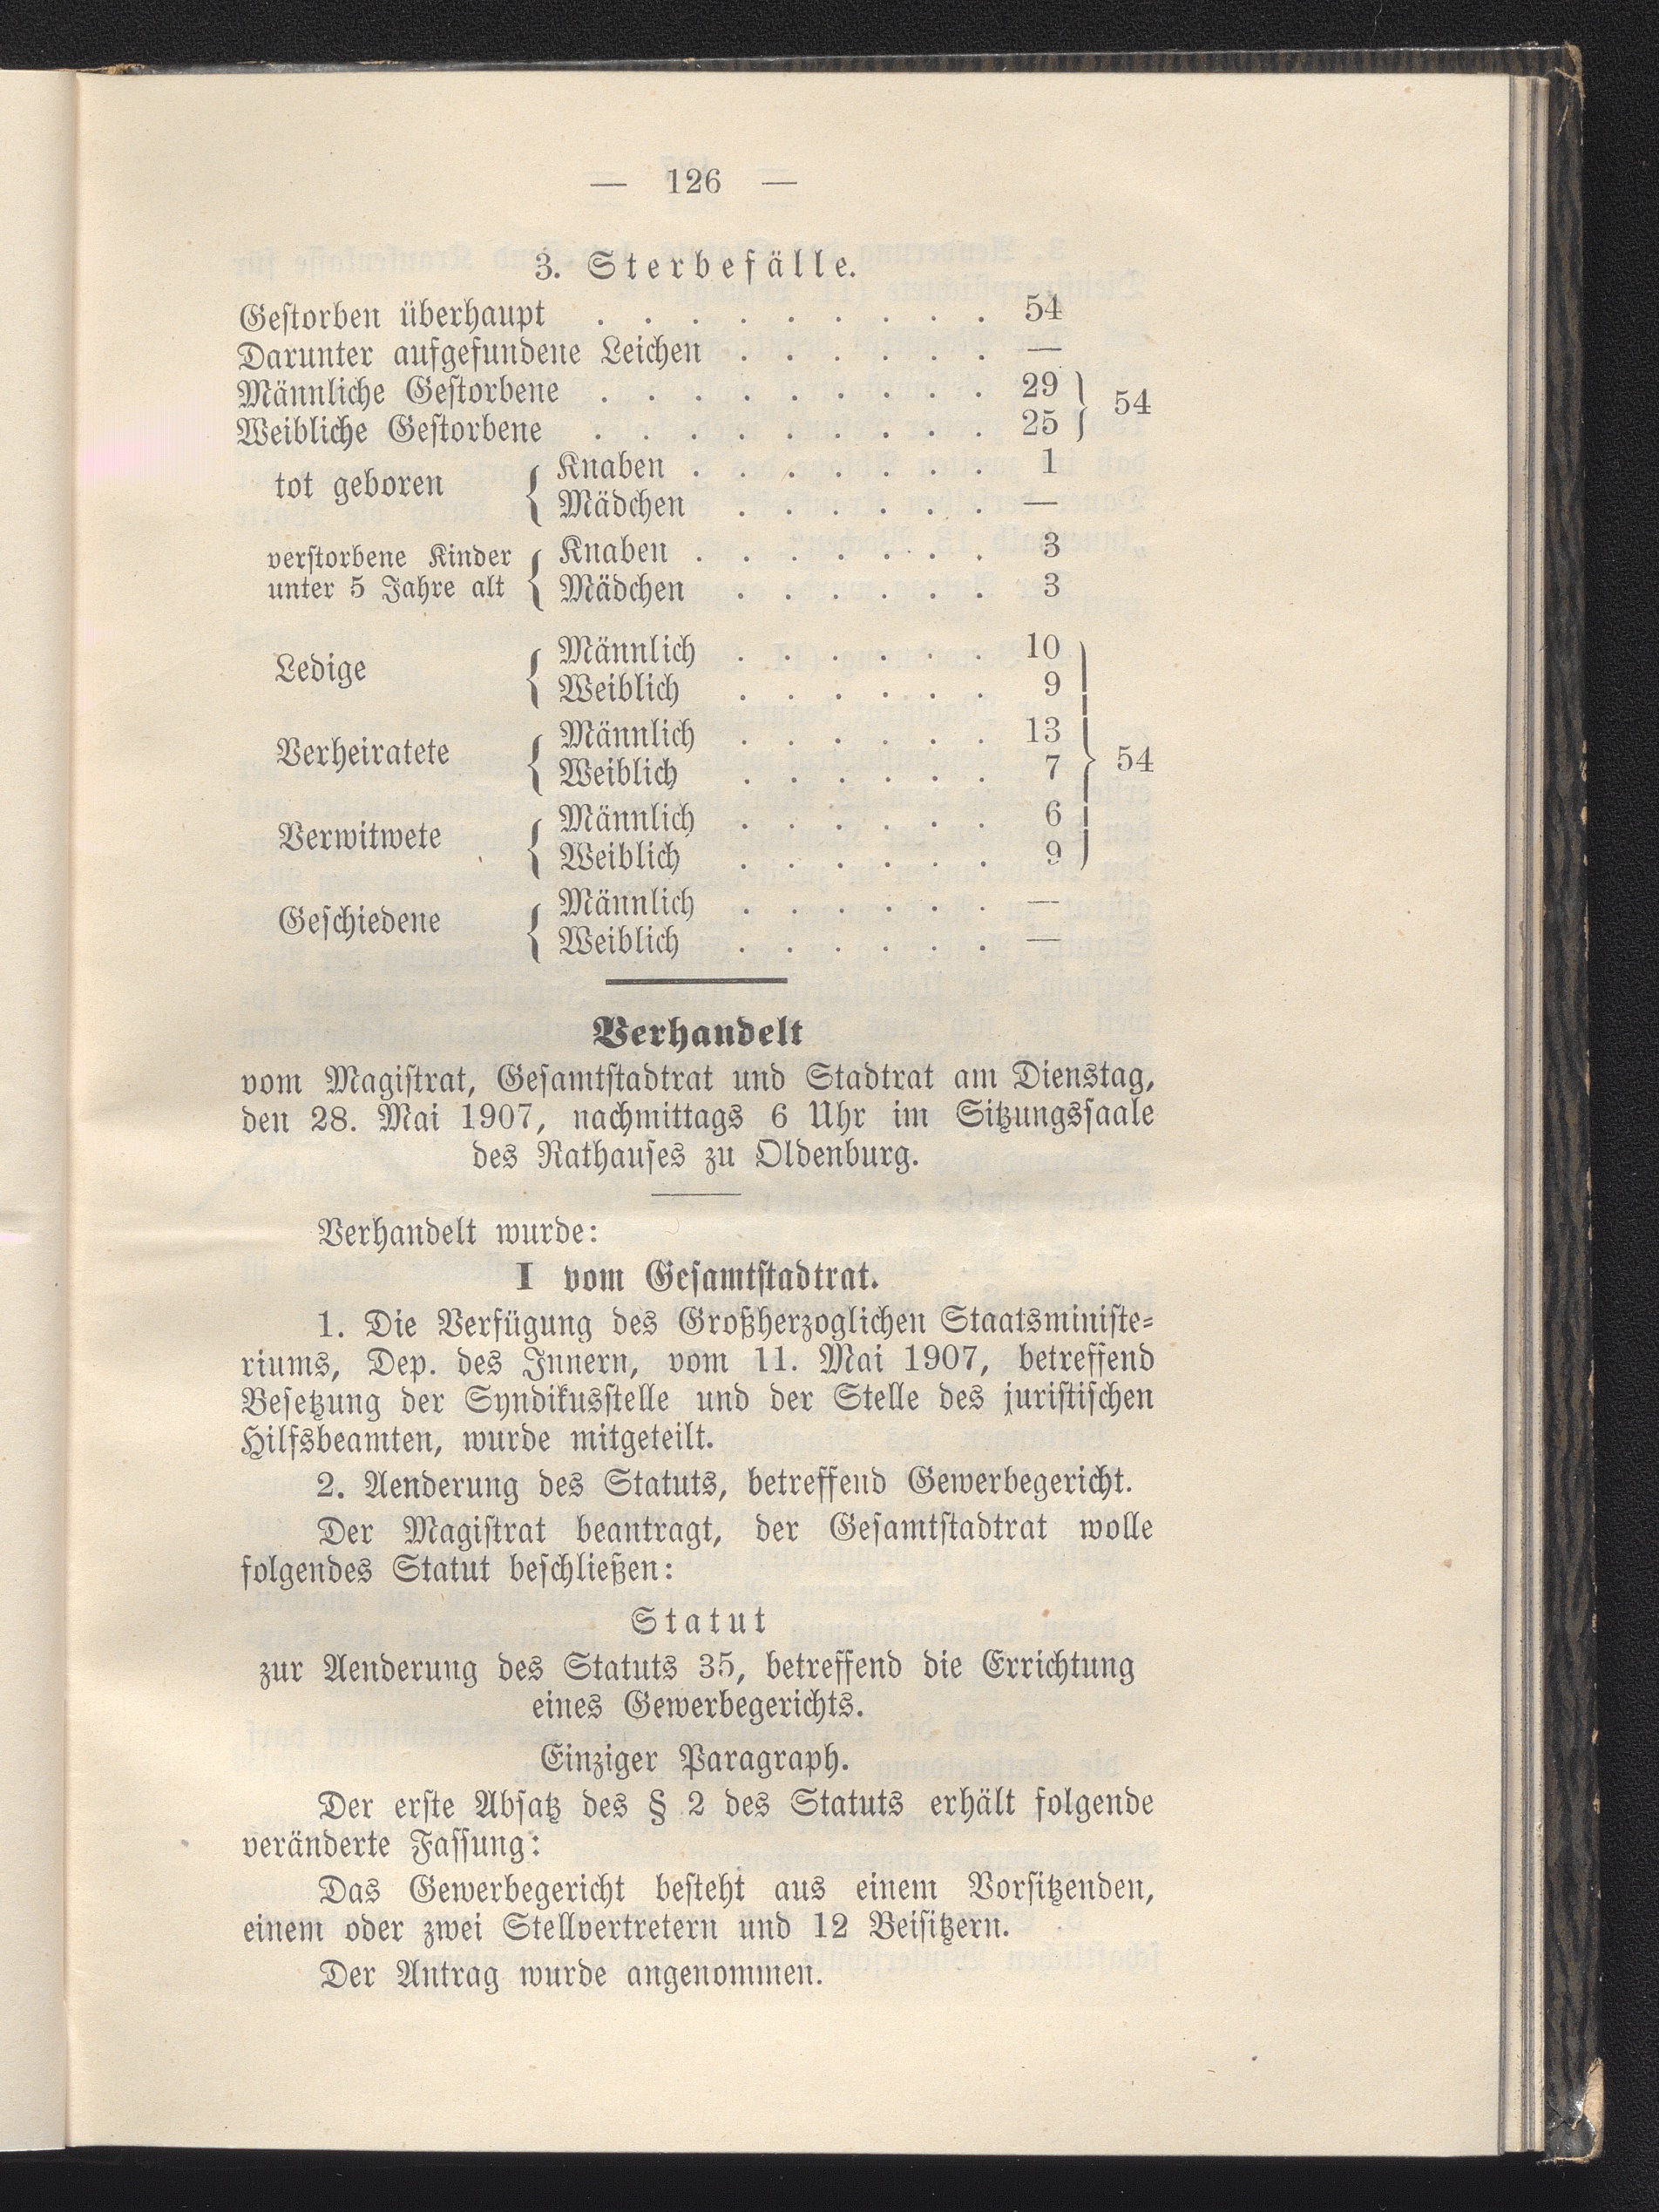 — 126 —
3. Sterbefälle.
Gestorben überhaupt . . . . . . . . . 54
Darunter aufgefundene Leichen . . . . . . —
Männliche Gestorbene . . . . . . . . . 29
Weibliche Gestorbene . . . . . . . . . 25 } 54
tot geboren { Knaben . . . . . . . 1
Mädchen . . . . . . —
verstorbene Kinder unter 5 Jahre alt { Knaben . . . . . . . 3
Mädchen . . . . . . 3
Ledige { Männlich . . . . . . 10
Weiblich . . . . . . 9
Verheiratete { Männlich . . . . . . 13
Weiblich . . . . . . 7 } 54
Verwitwete { Männlich . . . . . . 6
Weiblich . . . . . . 9
Geschiedene { Männlich . . . . . . —
Weiblich . . . . . . —
Verhandelt
vom Magistrat, Gesamtstadtrat und Stadtrat am Dienstag,
den 28. Mai 1907, nachmittags 6 Uhr im Sitzungssaale
des Rathauses zu Oldenburg.
Verhandelt wurde:
I vom Gesamtstadtrat.
1. Die Verfügung des Großherzoglichen Staatsministe-
riums, Dep. des Innern, vom 11. Mai 1907, betreffend
Besetzung der Syndikusstelle und der Stelle des juristischen
Hilfsbeamten, wurde mitgeteilt.
2. Aenderung des Statuts, betreffend Gewerbegericht.
Der Magistrat beantragt, der Gesamtstadtrat wolle
folgendes Statut beschließen:
Statut
zur Aenderung des Statuts 35, betreffend die Errichtung
eines Gewerbegerichts.
Einziger Paragraph.
Der erste Absatz des § 2 des Statuts erhält folgende
veränderte Fassung:
Das Gewerbegericht besteht aus einem Vorsitzenden,
einem oder zwei Stellvertretern und 12 Beisitzern.
Der Antrag wurde angenommen.